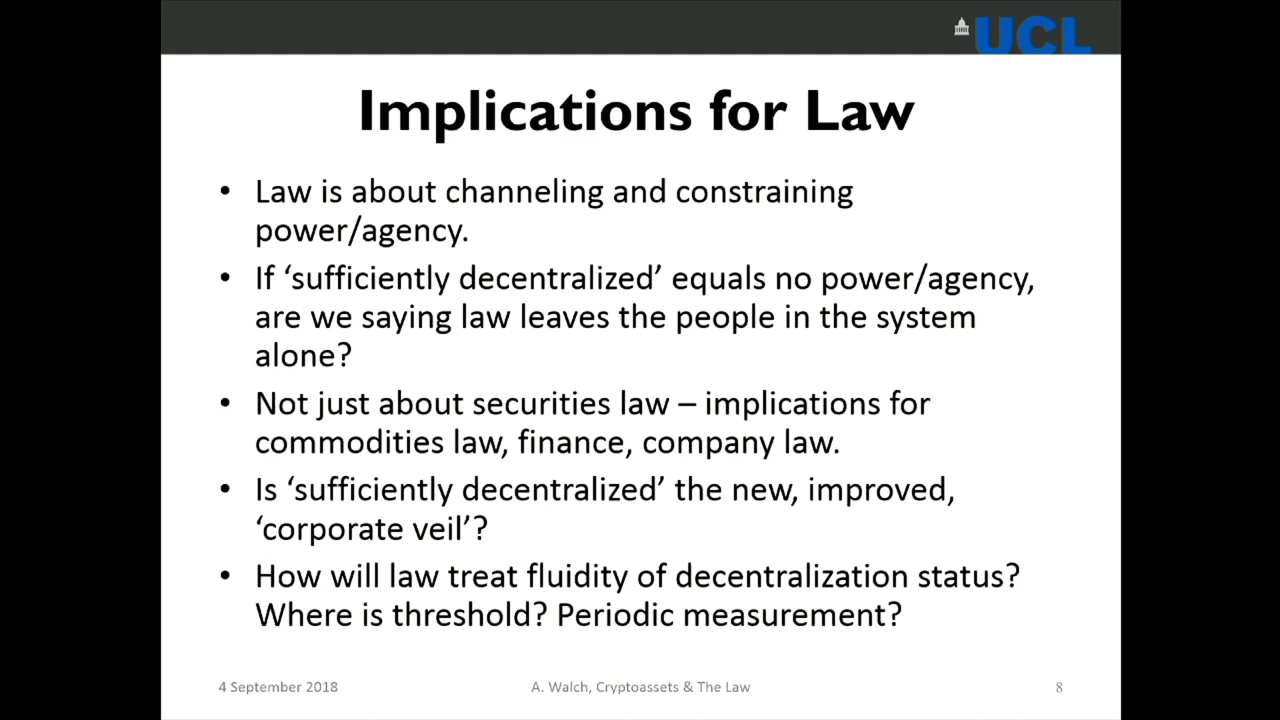 UCL
Implications for Law
• Law is about channeling and constraining
power/agency.
• If ‘sufficiently decentralized’ equals no power/agency,
are we saying law leaves the people in the system
alone?
• Not just about securities law – implications for
commodities law, finance, company law.
• Is ‘sufficiently decentralized’ the new, improved,
‘corporate veil’?
• How will law treat fluidity of decentralization status?
Where is threshold? Periodic measurement?
4 September 2018 A. Walch, Cryptoassets & The Law 8